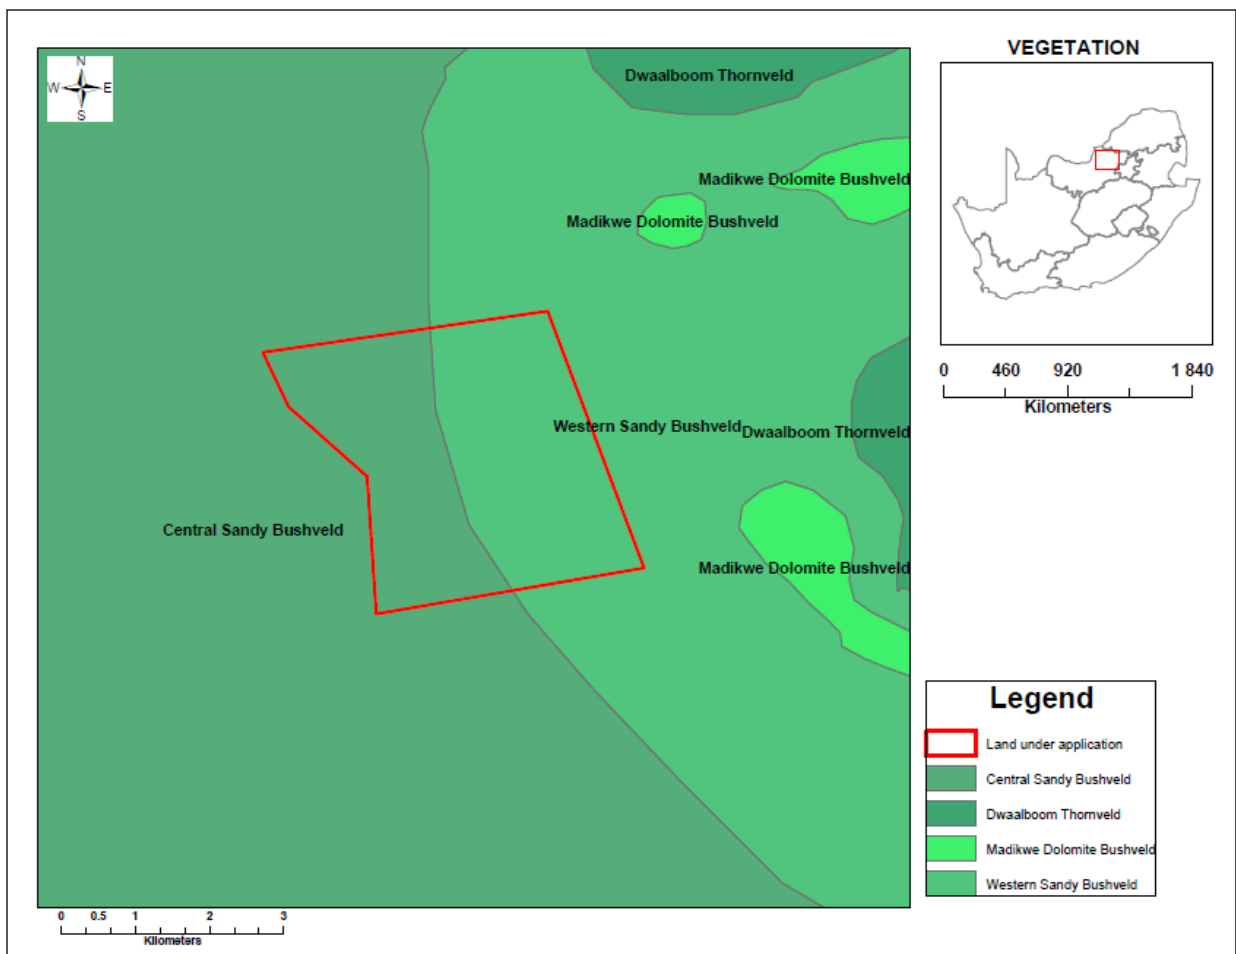 VEGETATION
N
W E
S
Dwaalboom Thornveld
Madikwe Dolomite Bushveld
Madikwe Dolomite Bushveld
Western Sandy Bushveld
Dwaalboom Thornveld
Central Sandy Bushveld
Madikwe Dolomite Bushveld
0 460 920 1 840
Kilometers
Legend
Land under application
Central Sandy Bushveld
Dwaalboom Thornveld
Madikwe Dolomite Bushveld
Western Sandy Bushveld
0 0.5 1 2 3
Kilometers